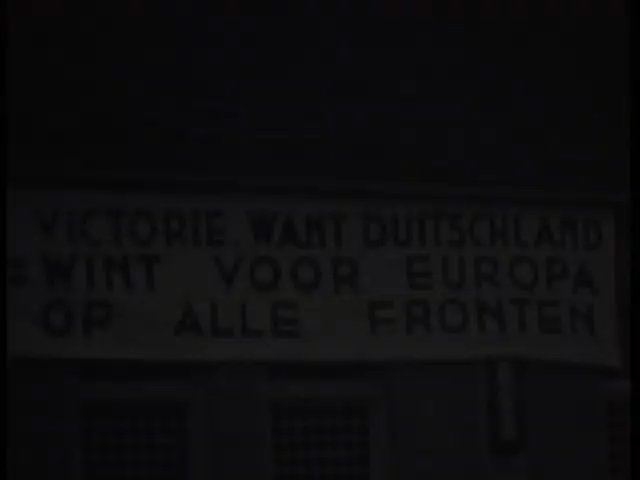 VICTORIE, WANT DUITSCHLAND
= WINT VOOR EUROPA
OP ALLE FRONTEN